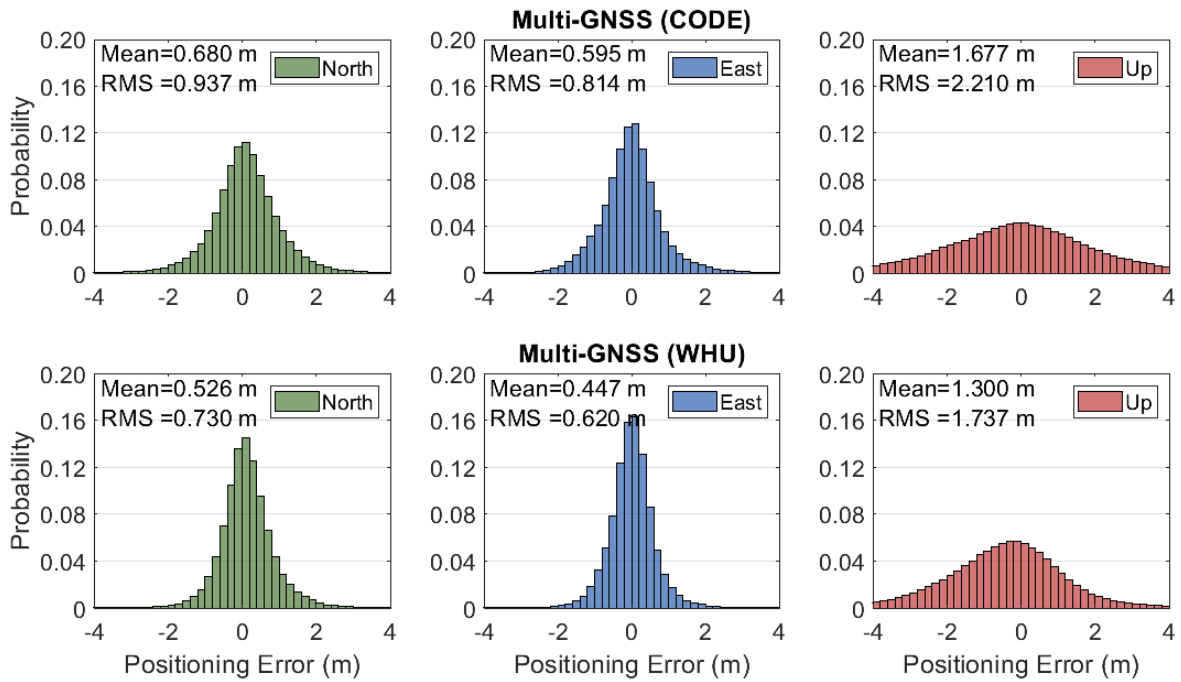 Multi-GNSS (CODE)
Mean=0.680 m
RMS =0.937 m
North
Mean=0.595 m
RMS =0.814 m
East
Mean=1.677 m
RMS =2.210 m
Up
Probability
0.20
0.16
0.12
0.08
0.04
0
-4 -2 0 2 4
0.20
0.16
0.12
0.08
0.04
0
-4 -2 0 2 4
0.20
0.16
0.12
0.08
0.04
0
-4 -2 0 2 4
Multi-GNSS (WHU)
Mean=0.526 m
RMS =0.730 m
North
Mean=0.447 m
RMS =0.620 m
East
Mean=1.300 m
RMS =1.737 m
Up
Probability
0.20
0.16
0.12
0.08
0.04
0
-4 -2 0 2 4
Positioning Error (m)
0.20
0.16
0.12
0.08
0.04
0
-4 -2 0 2 4
Positioning Error (m)
0.20
0.16
0.12
0.08
0.04
0
-4 -2 0 2 4
Positioning Error (m)